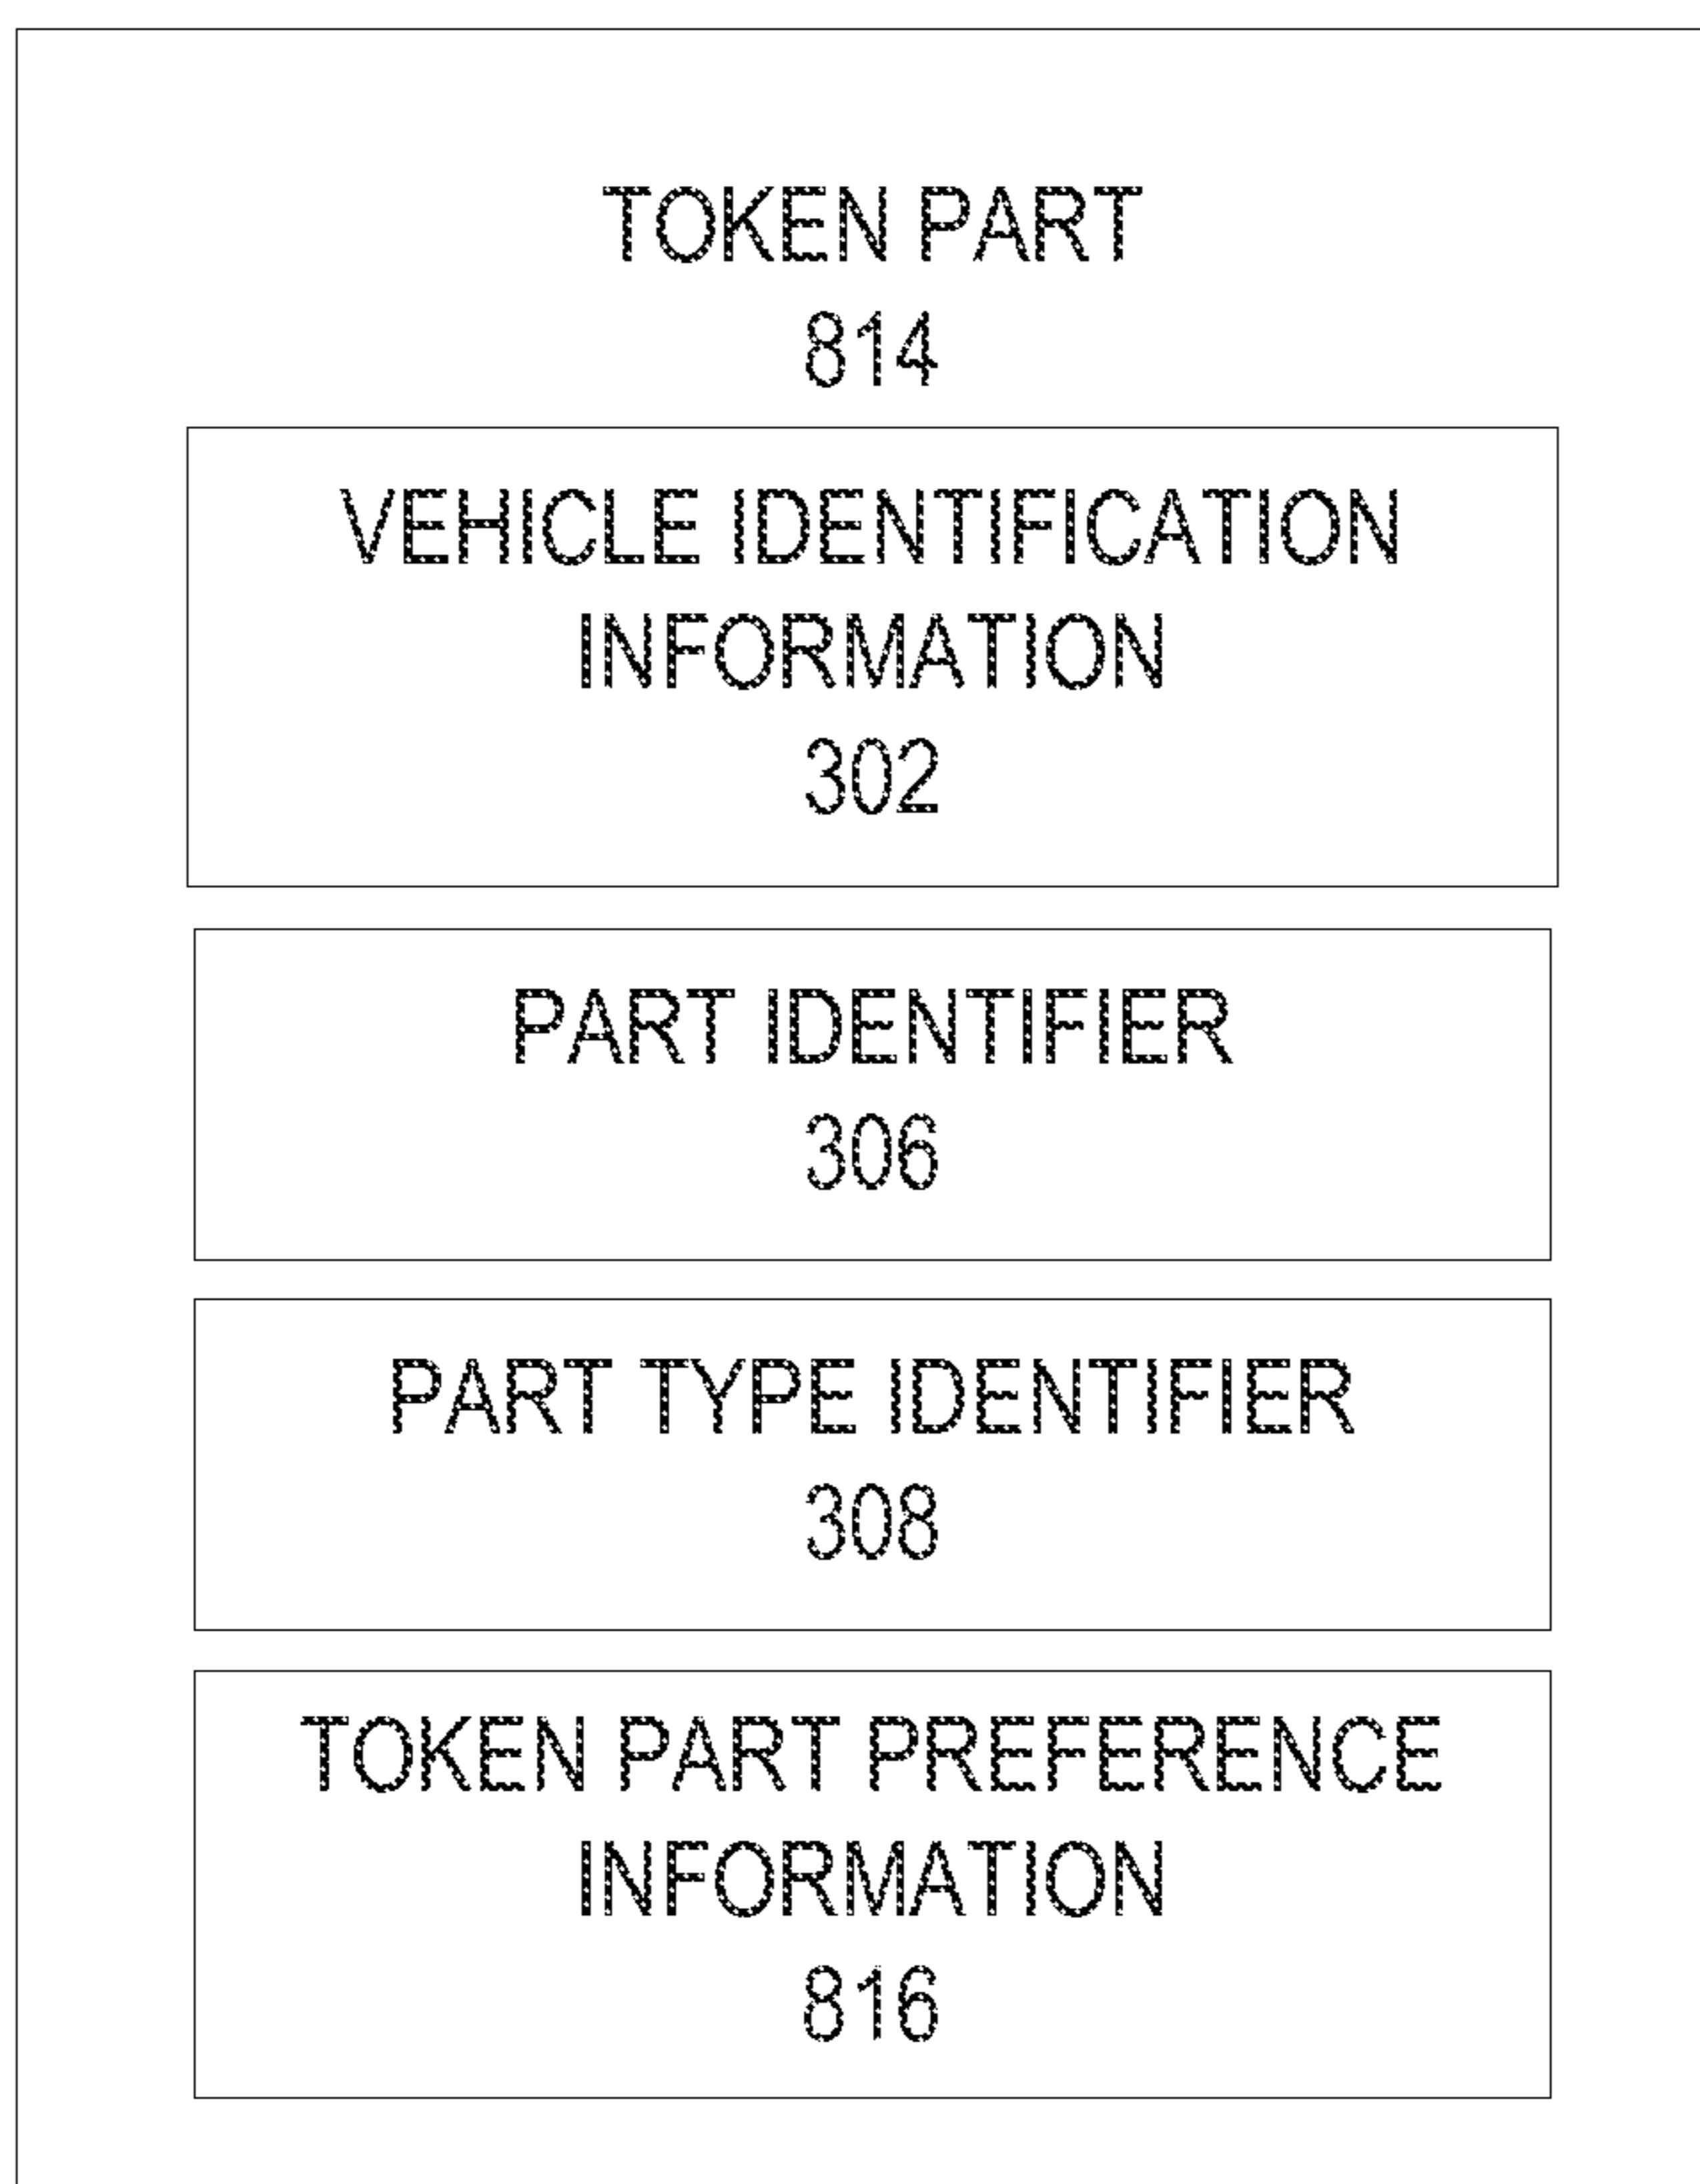 TOKEN PART
814
VEHICLE IDENTIFICATION
INFORMATION
302
PART IDENTIFIER
306
PART TYPE IDENTIFIER
308
TOKEN PART PREFERENCE
INFORMATION
816